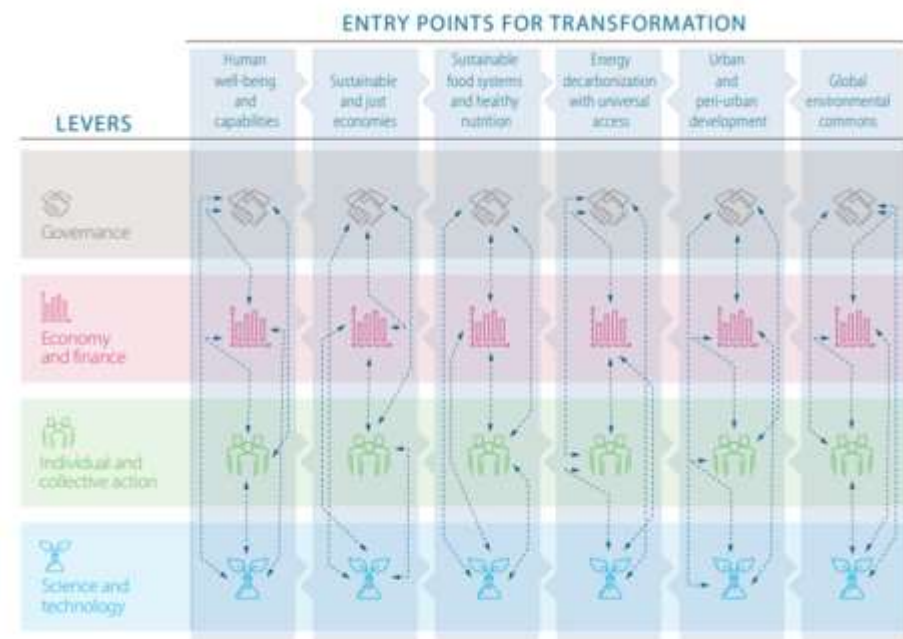 ENTRY POINTS FOR TRANSFORMATION
LEVERS
Human
well-being
and
capabilities
Sustainable
and just
economies
Sustainable
food systems
and healthy
nutrition
Energy
decarbonization
with universal
access
Urban
and
peri-urban
development
Global
environmental
commons
Governance
Economy
and finance
Individual and
collective action
Science and
technology